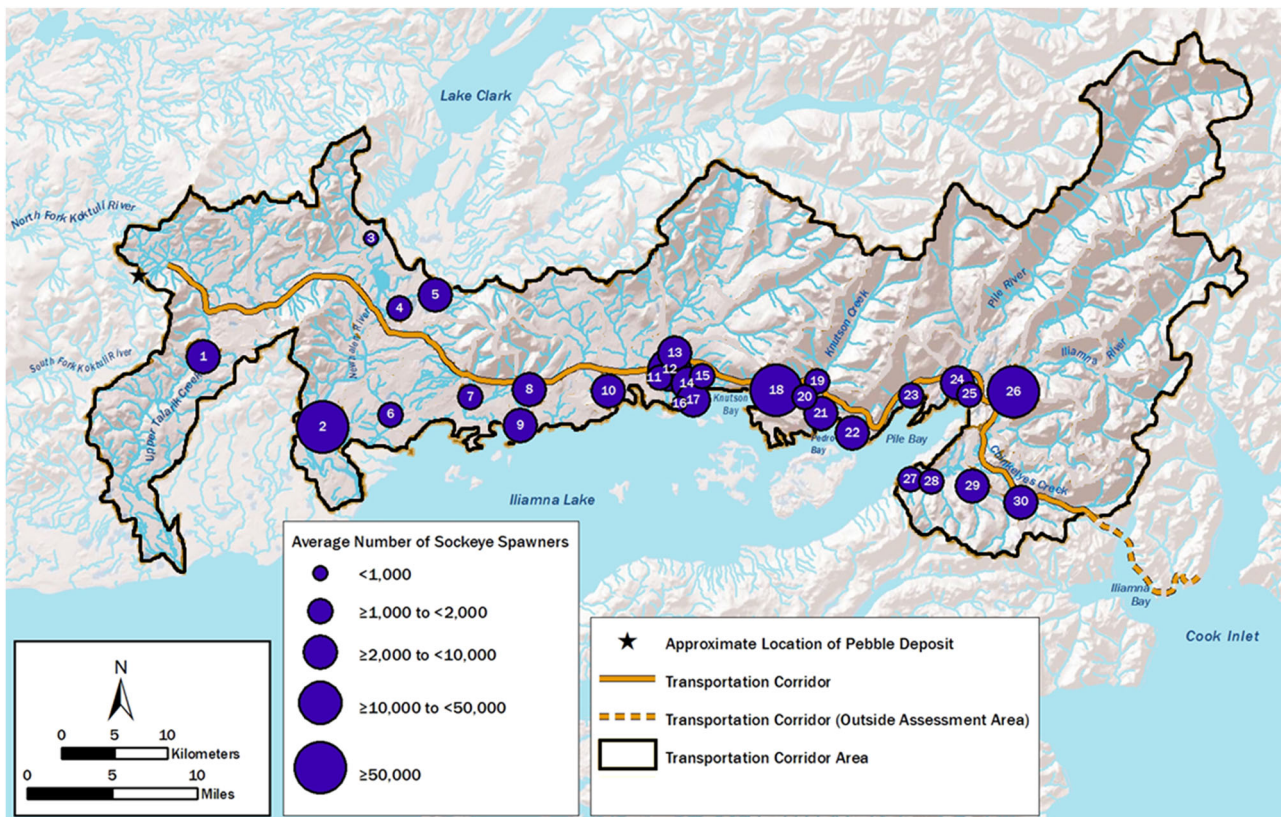 Lake Clark
North Fork Koktuli River
3
5
4
Newhalen River
South Fork Koktuli River
1
Upper Talarik Creek
2
6
7
8
9
10
13
12
11
14
15
16
17
Knutson
Bay
Knutson Creek
18
19
20
21
Pedro
Bay
22
23
Pile Bay
Pile River
Iliamna
River
24
25
26
Chinkelyes Creek
27
28
29
30
Iliamna Lake
Iliamna
Bay
Cook Inlet
Average Number of Sockeye Spawners
<1,000
≥1,000 to <2,000
≥2,000 to <10,000
≥10,000 to <50,000
≥50,000
Approximate Location of Pebble Deposit
Transportation Corridor
Transportation Corridor (Outside Assessment Area)
Transportation Corridor Area
N
0 5 10
Kilometers
0 5 10
Miles